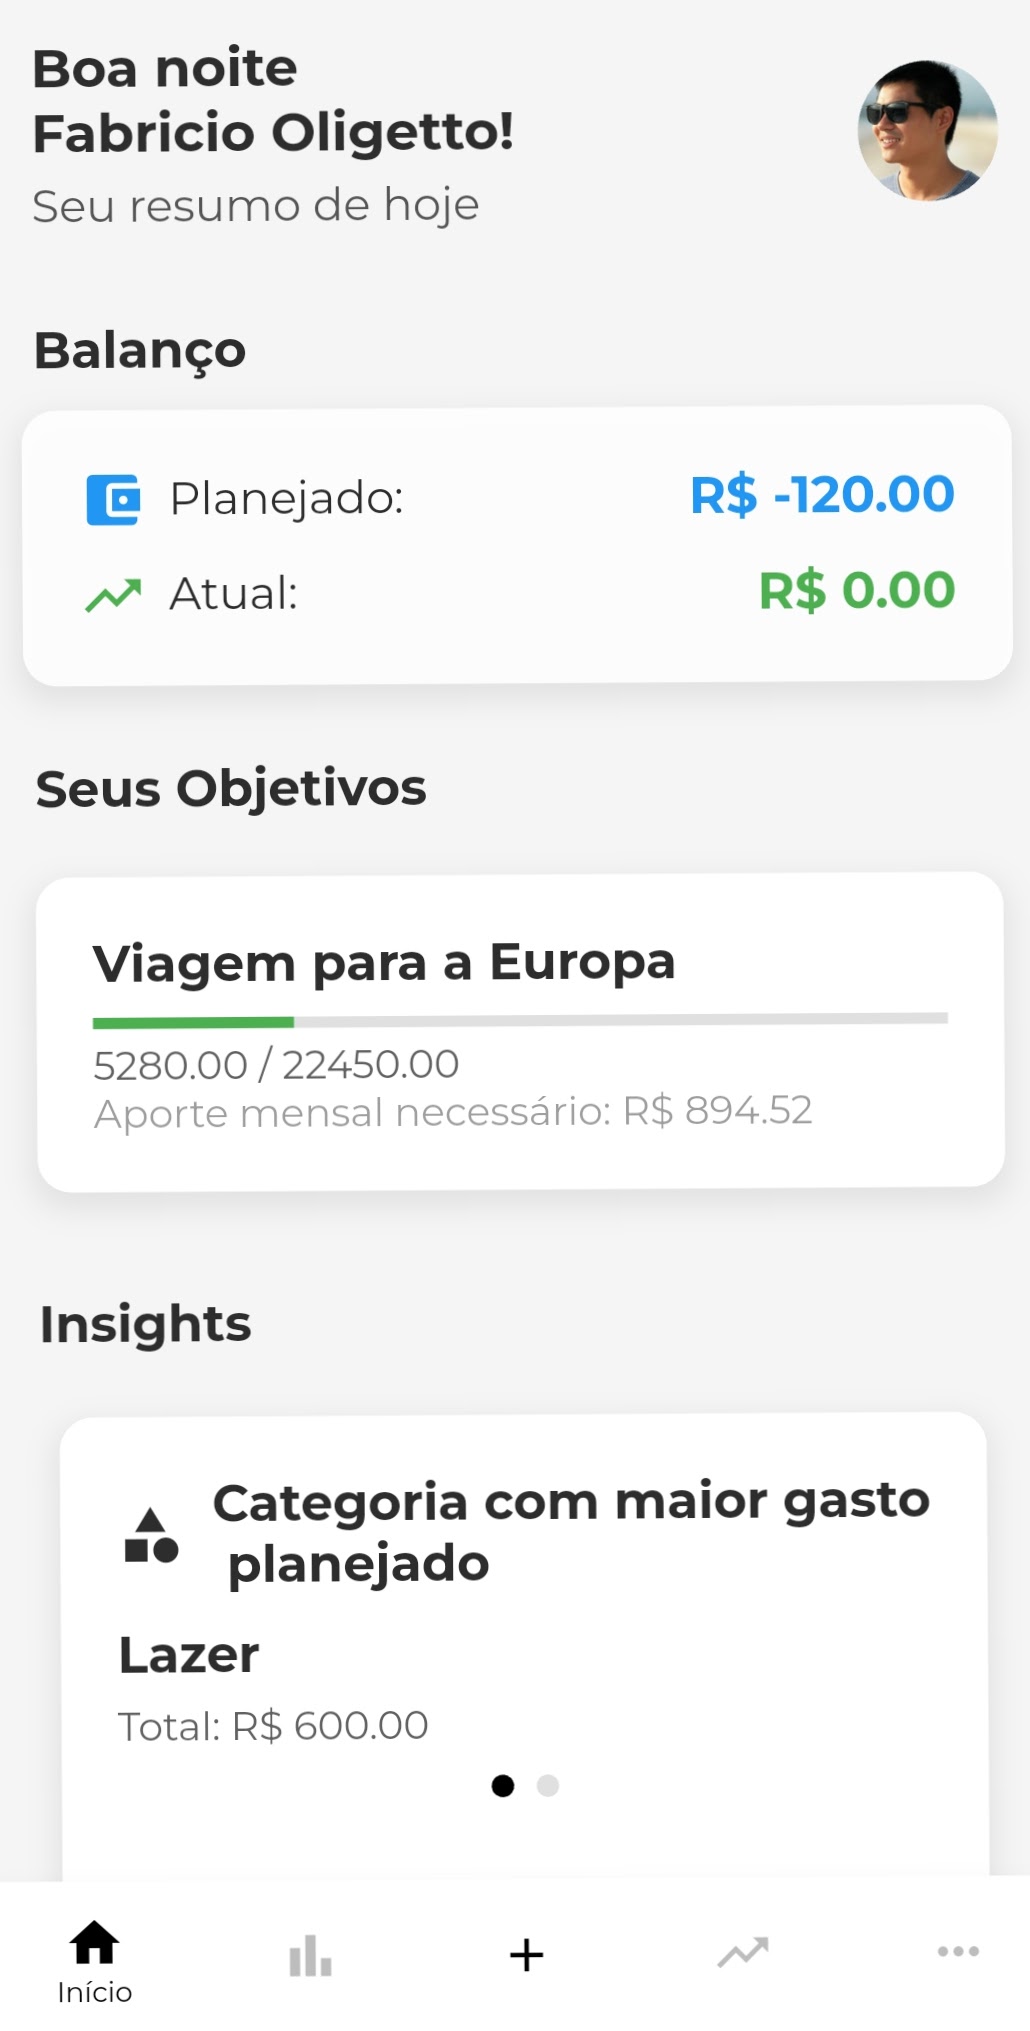 Boa noite
Fabricio Oligetto!
Seu resumo de hoje
Balanço
Planejado: R$ -120.00
Atual: R$ 0.00
Seus Objetivos
Viagem para a Europa
5280.00 / 22450.00
Aporte mensal necessário: R$ 894.52
Insights
Categoria com maior gasto
planejado
Lazer
Total: R$ 600.00
Início